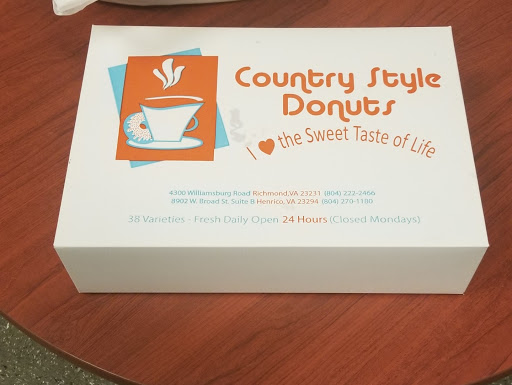 Country Style
Donuts
I ♥ the Sweet Taste of Life
4300 Williamsburg Road Richmond,VA 23231 (804) 222-2466
8902 W. Broad St. Suite B Henrico, VA 23294 (804) 270-1180
38 Varieties - Fresh Daily Open 24 Hours (Closed Mondays)